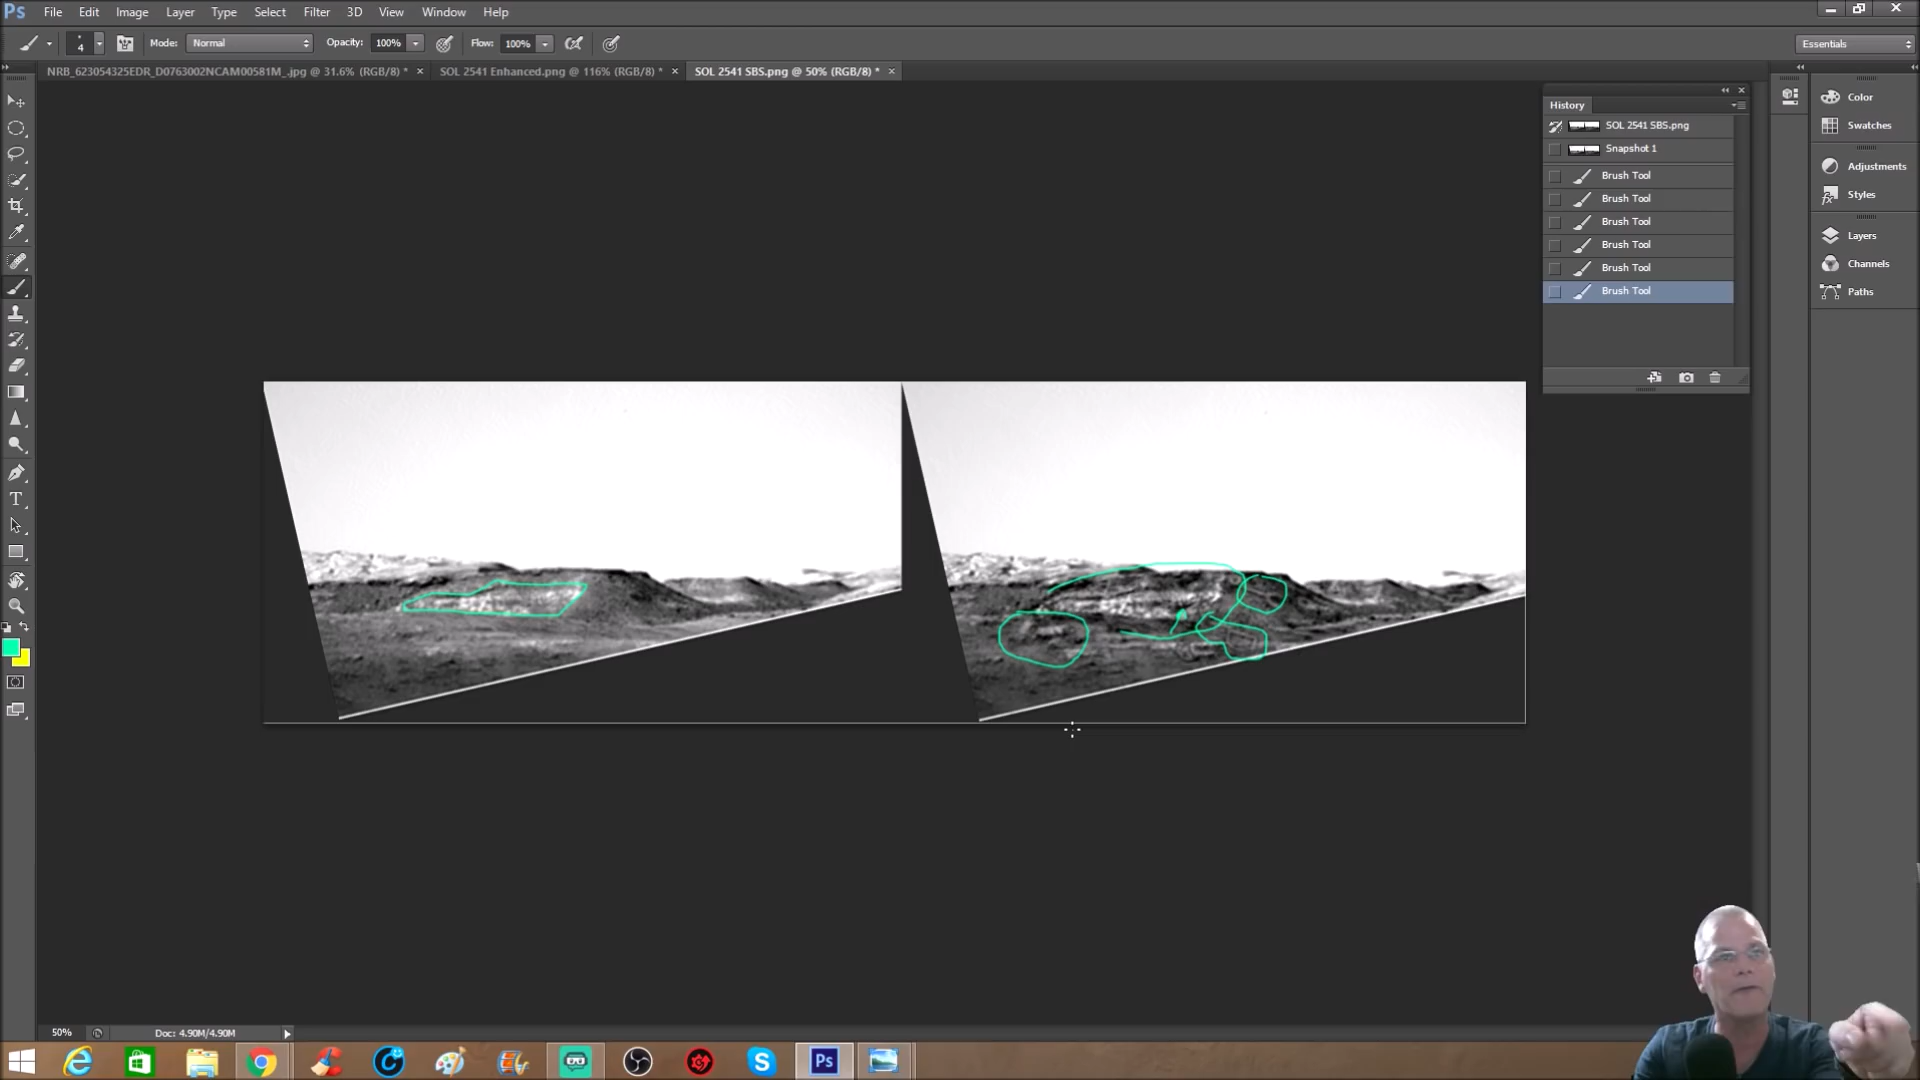 Ps File Edit Image Layer Type Select Filter 3D View Window Help
4 Mode: Normal Opacity: 100% Flow: 100% Essentials
NRB_623054325EDR_D0763002NCAM00581M_.jpg @ 31.6% (RGB/8) * × SOL 2541 Enhanced.png @ 116% (RGB/8) * × SOL 2541 SBS.png @ 50% (RGB/8) * ×
History
SOL 2541 SBS.png
Snapshot 1
Brush Tool
Brush Tool
Brush Tool
Brush Tool
Brush Tool
Brush Tool
Color
Swatches
Adjustments
Styles
Layers
Channels
Paths
T
50% Doc: 4.90M/4.90M
Ps